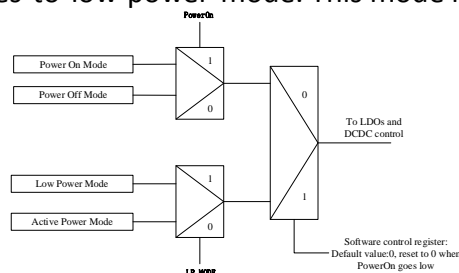 to low power mode. This mode
PowerOn
Power On Mode
1
Power Off Mode
0
0
To LDOs and
DCDC control
Low Power Mode
1
1
Active Power Mode
0
Software control register:
Default value:0, reset to 0 when
PowerOn goes low
LP_MODE